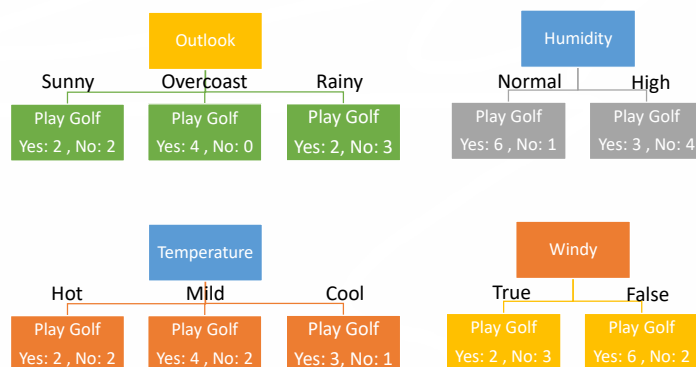 Outlook
Sunny Overcoast Rainy
Play Golf Play Golf Play Golf
Yes: 2 , No: 2 Yes: 4 , No: 0 Yes: 2, No: 3
Humidity
Normal High
Play Golf Play Golf
Yes: 6 , No: 1 Yes: 3 , No: 4
Temperature
Hot Mild Cool
Play Golf Play Golf Play Golf
Yes: 2 , No: 2 Yes: 4 , No: 2 Yes: 3, No: 1
Windy
True False
Play Golf Play Golf
Yes: 2 , No: 3 Yes: 6 , No: 2